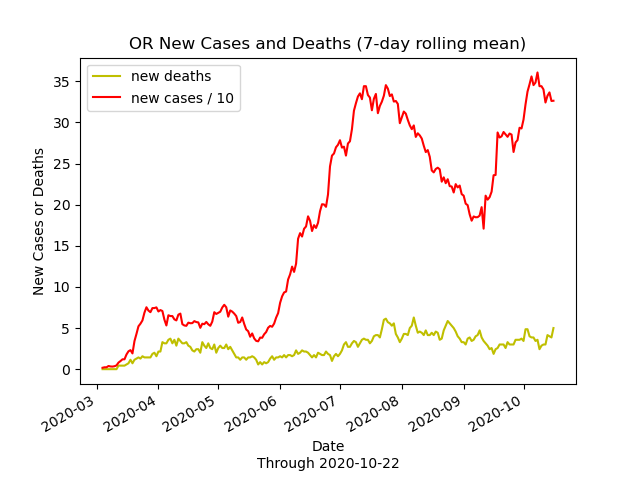 OR New Cases and Deaths (7-day rolling mean)
new deaths
new cases / 10
35
30
25
20
15
10
5
0
New Cases or Deaths
2020-03
2020-04
2020-05
2020-06
2020-07
2020-08
2020-09
2020-10
Date
Through 2020-10-22